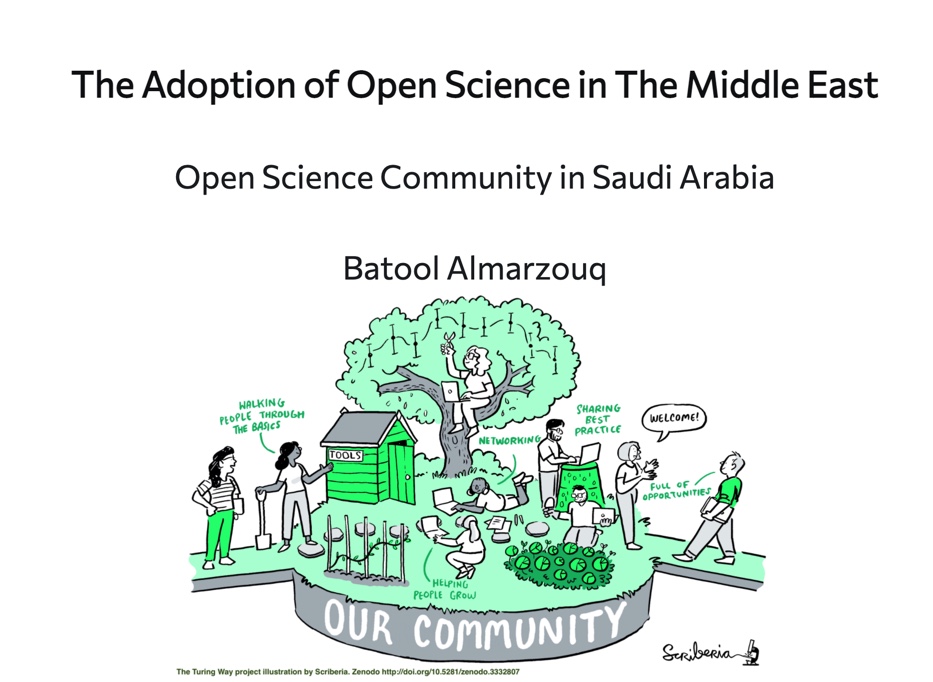 The Adoption of Open Science in The Middle East
Open Science Community in Saudi Arabia
Batool Almarzouq
WALKING
PEOPLE THROUGH
THE BASICS
TOOLS
NETWORKING
SHARING
BEST
PRACTICE
WELCOME!
FULL OF
OPPORTUNITIES
HELPING
PEOPLE GROW
OUR COMMUNITY
Scriberia
The Turing Way project illustration by Scriberia. Zenodo http://doi.org/10.5281/zenodo.3332807